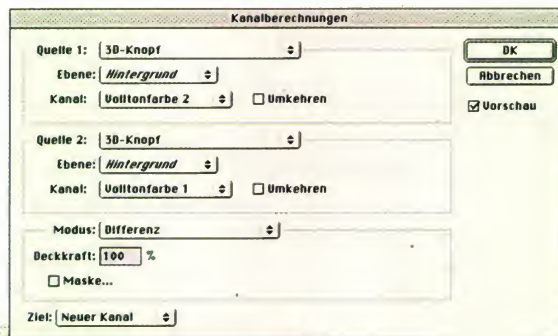 Kanalberechnungen
Quelle 1: 3D-Knopf
OK
Ebene: Hintergrund
Abbrechen
Kanal: Volltonfarbe 2 Umkehren
Vorschau
Quelle 2: 3D-Knopf
Ebene: Hintergrund
Kanal: Volltonfarbe 1 Umkehren
Modus: Differenz
Deckkraft: 100 %
Maske...
Ziel: Neuer Kanal